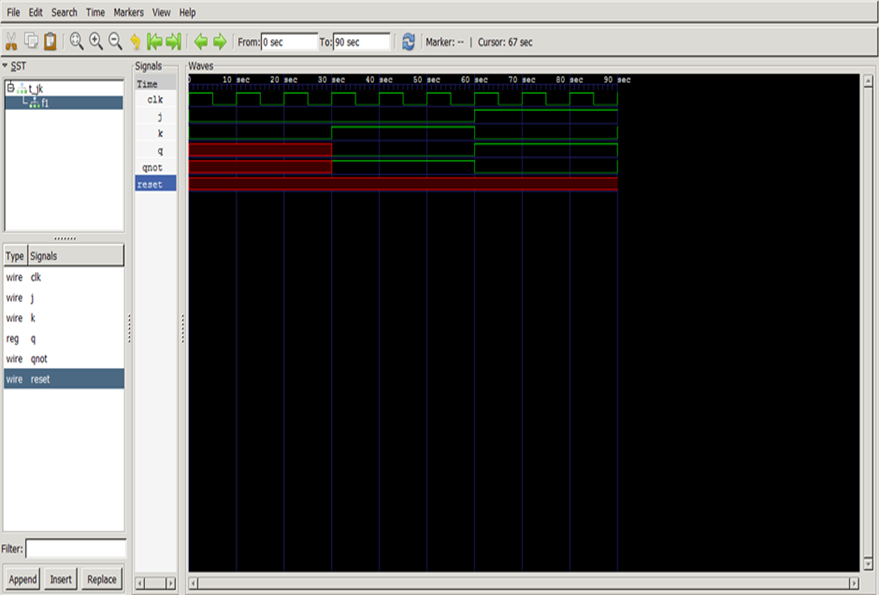 File Edit Search Time Markers View Help
From: 0 sec To: 90 sec Marker: -- | Cursor: 67 sec
SST
t_jk
f1
Type Signals
wire clk
wire j
wire k
reg q
wire qnot
wire reset
Filter:
Append Insert Replace
Signals
Time
clk
j
k
q
qnot
reset
Waves
0 10 sec 20 sec 30 sec 40 sec 50 sec 60 sec 70 sec 80 sec 90 sec